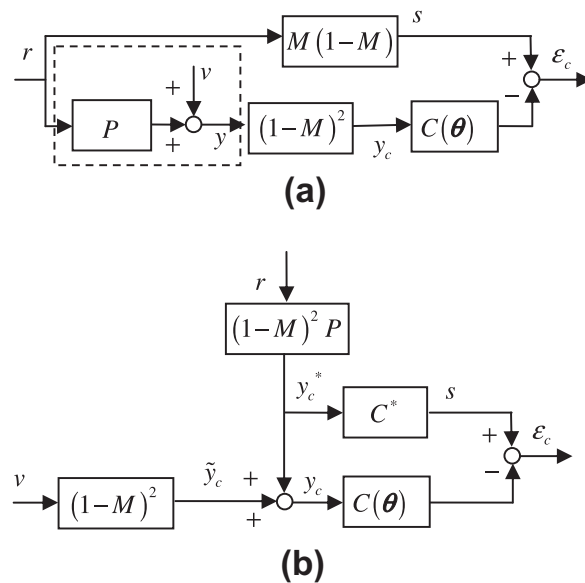 r
M(1−M)
s
+
ε_c
−
P
+
v
+
y
(1−M)²
y_c
C(θ)
(a)
r
(1−M)² P
y_c*
C*
s
+
ε_c
−
v
(1−M)²
ỹ_c
+
+
y_c
C(θ)
(b)